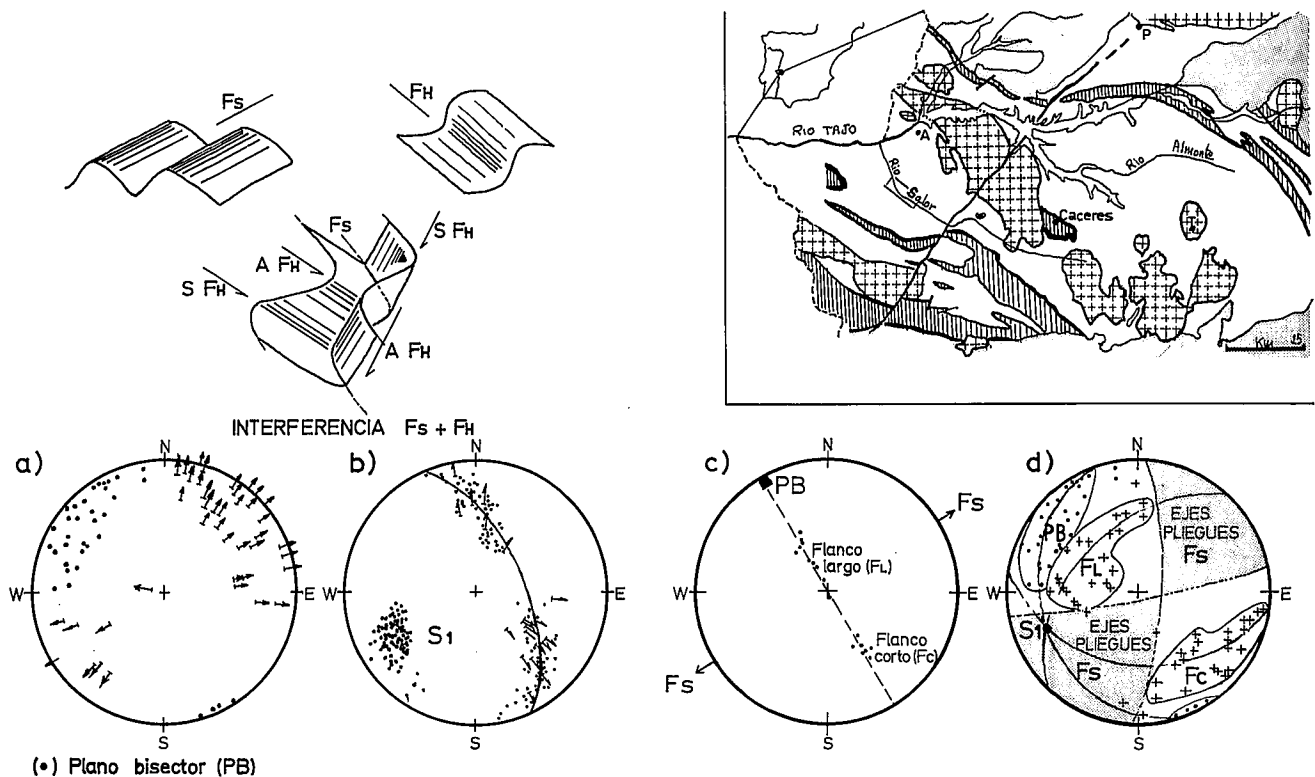 Fs
FH
Fs
S FH
A FH
S FH
A FH
INTERFERENCIA Fs + FH
P
RIO TAJO
A
Rio
Almonte
Rio
Salor
Caceres
Km 15
a)
N
W
E
S
(•) Plano bisector (PB)
b)
N
W
E
S
S1
c)
N
PB
Fs
Flanco
largo (FL)
W
E
Flanco
corto (Fc)
Fs
S
d)
N
EJES
PLIEGUES
Fs
PB
FL
W
E
S1
EJES
PLIEGUES
Fs
Fc
S